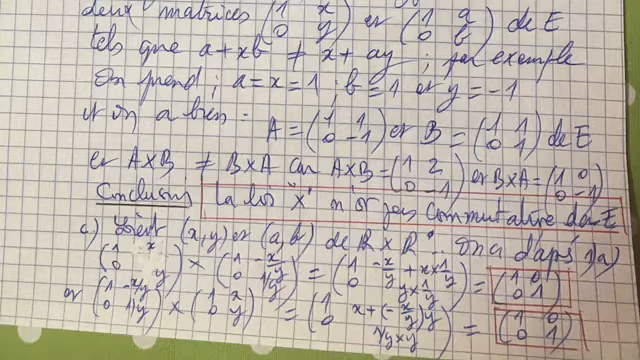 deux matrices (1 x / 0 y) et (1 a / 0 b) de E
tels que a+xb ≠ x+ay ; par exemple
On prend ; a=x=1 ; b=1 et y=-1
et on a bien : A=(1 1 / 0 -1) et B=(1 1 / 0 1) de E
et A×B ≠ B×A car A×B=(1 2 / 0 -1) et B×A=(1 0 / 0 -1)
Conclusion La loi "×" n'est pas commutative dans E
c) Soient (x,y) et (a,b) de R×R* . On a d'après 1)a)
(1 x / 0 y) × (1 -x/y / 0 1/y) = (1 -x/y + x×1/y / 0 y×1/y) = (1 0 / 0 1)
or (1 -x/y / 0 1/y) × (1 x / 0 y) = (1 x+(-x/y)y / 0 1/y×y) = (1 0 / 0 1)